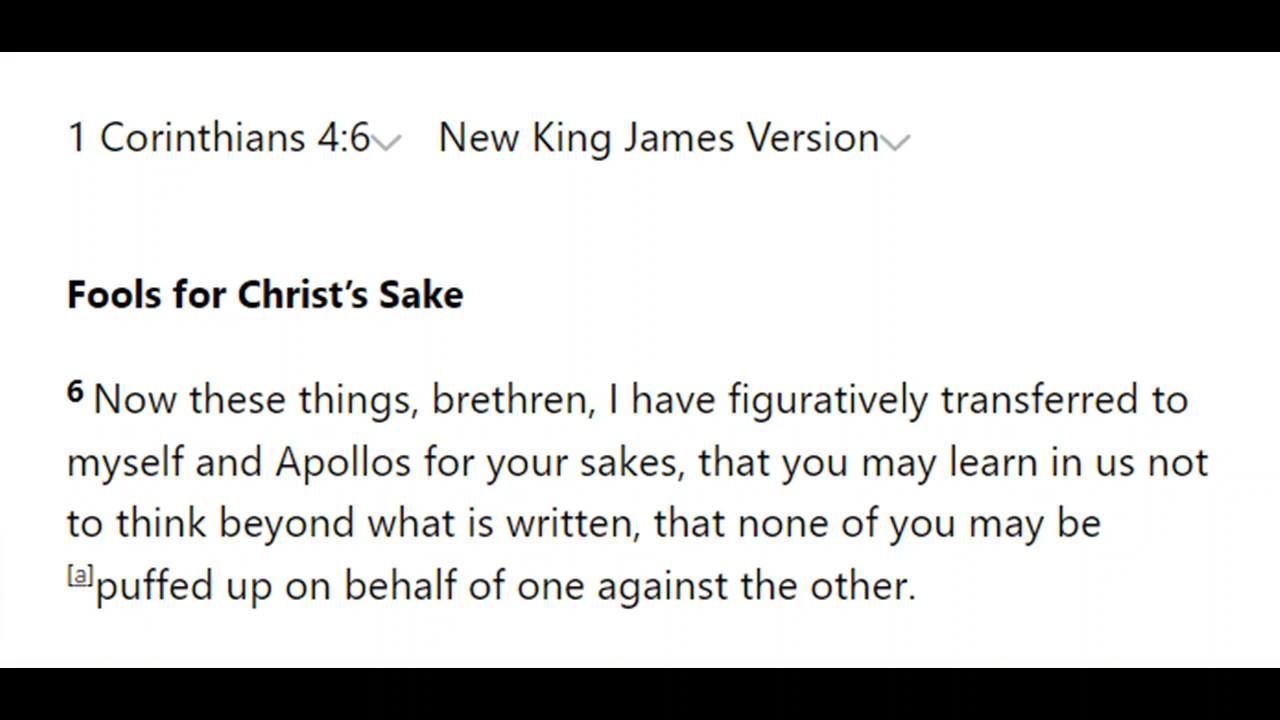 1 Corinthians 4:6 New King James Version
Fools for Christ’s Sake
6 Now these things, brethren, I have figuratively transferred to
myself and Apollos for your sakes, that you may learn in us not
to think beyond what is written, that none of you may be
[a]puffed up on behalf of one against the other.